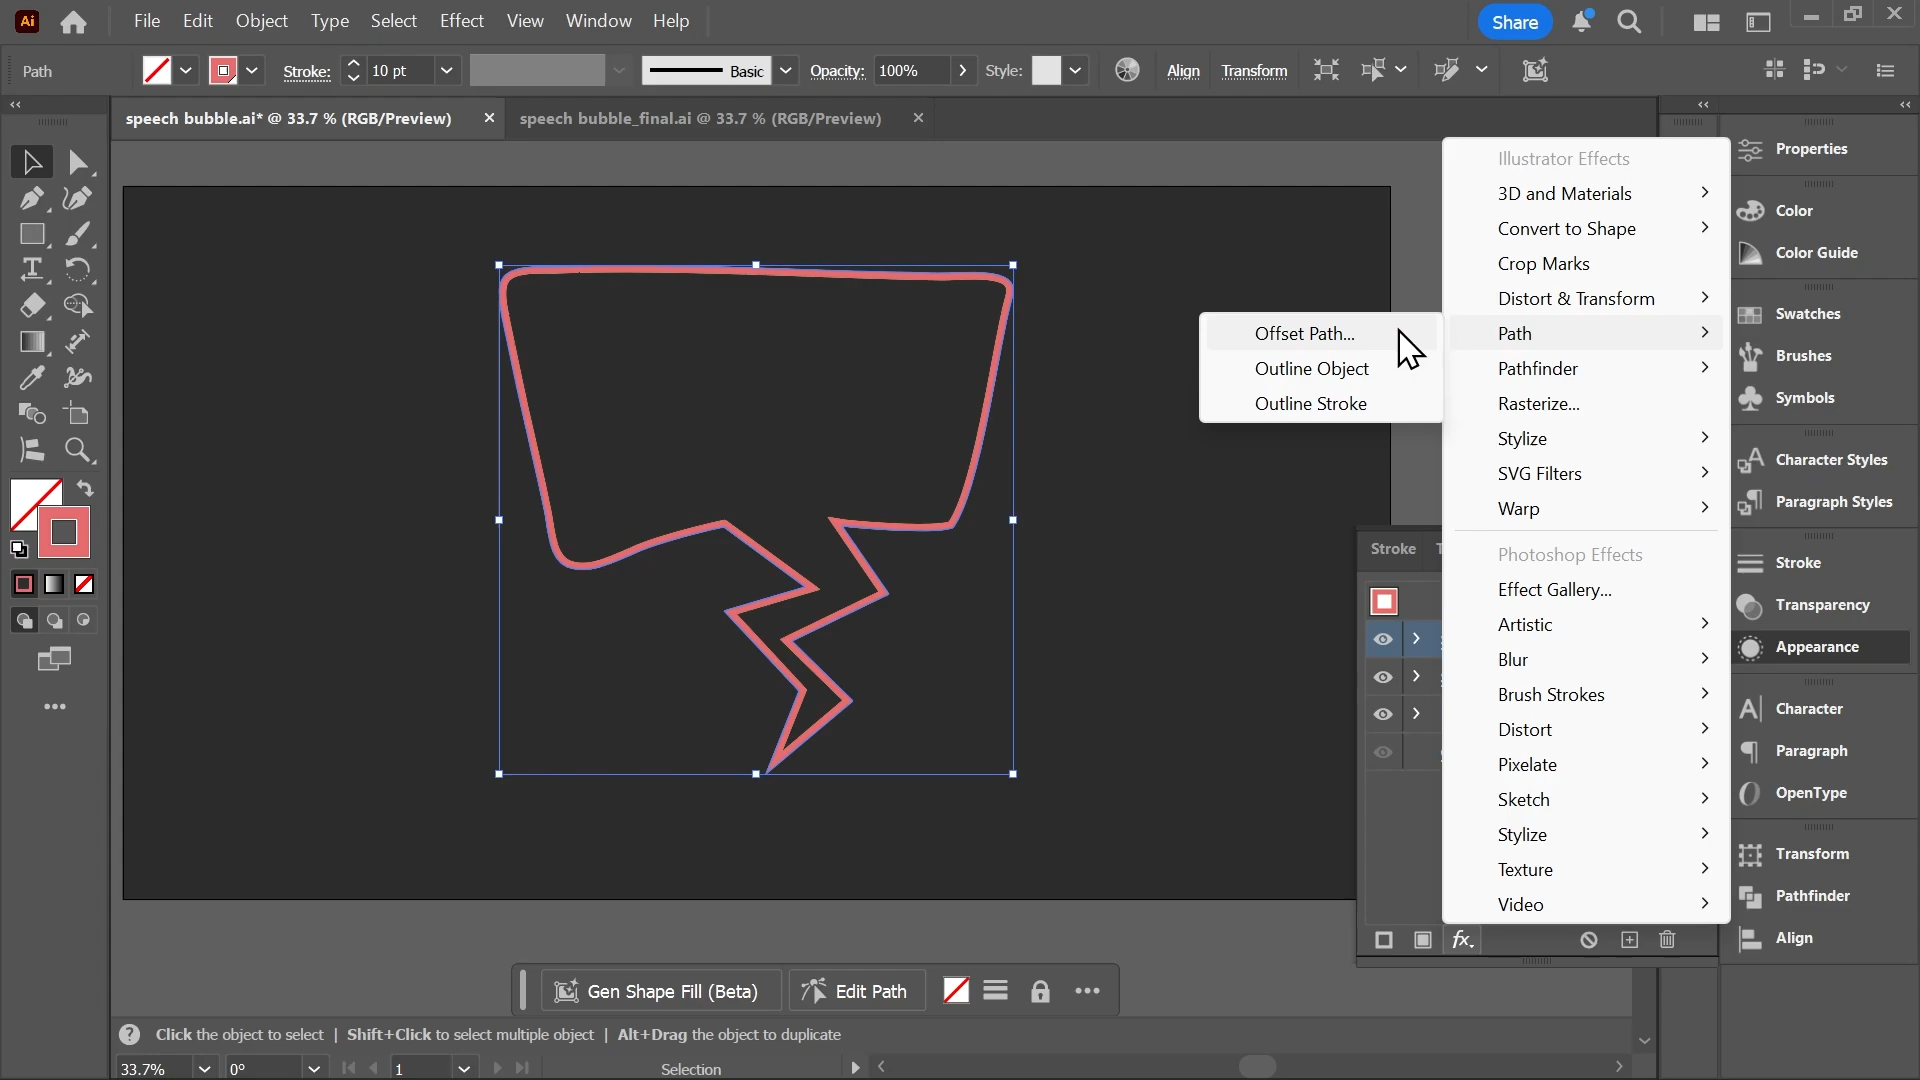 Ai File Edit Object Type Select Effect View Window Help Share
Path Stroke: 10 pt Basic Opacity: 100% Style: Align Transform
speech bubble.ai* @ 33.7 % (RGB/Preview) speech bubble_final.ai @ 33.7 % (RGB/Preview)
Illustrator Effects
3D and Materials
Convert to Shape
Crop Marks
Distort & Transform
Path
Pathfinder
Rasterize...
Stylize
SVG Filters
Warp
Photoshop Effects
Effect Gallery...
Artistic
Blur
Brush Strokes
Distort
Pixelate
Sketch
Stylize
Texture
Video
Offset Path...
Outline Object
Outline Stroke
Stroke
fx
Properties
Color
Color Guide
Swatches
Brushes
Symbols
Character Styles
Paragraph Styles
Stroke
Transparency
Appearance
Character
Paragraph
OpenType
Transform
Pathfinder
Align
Gen Shape Fill (Beta) Edit Path
Click the object to select | Shift+Click to select multiple object | Alt+Drag the object to duplicate
33.7% 0° 1 Selection